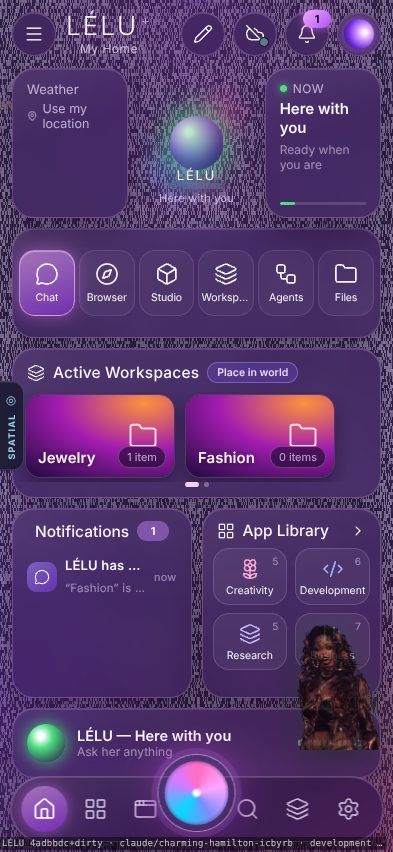 LÉLU
My Home
1
Weather
Use my
location
LÉLU
Here with you
NOW
Here with
you
Ready when
you are
Chat
Browser
Studio
Worksp...
Agents
Files
Active Workspaces
Place in world
SPATIAL
Jewelry
1 item
Fashion
0 items
Notifications
1
LÉLU has ...
now
“Fashion” is ...
App Library
5
Creativity
6
Development
5
Research
7
LÉLU — Here with you
Ask her anything
LÉLU 4adbbdc+dirty · claude/charming-hamilton-icbyrb · development …